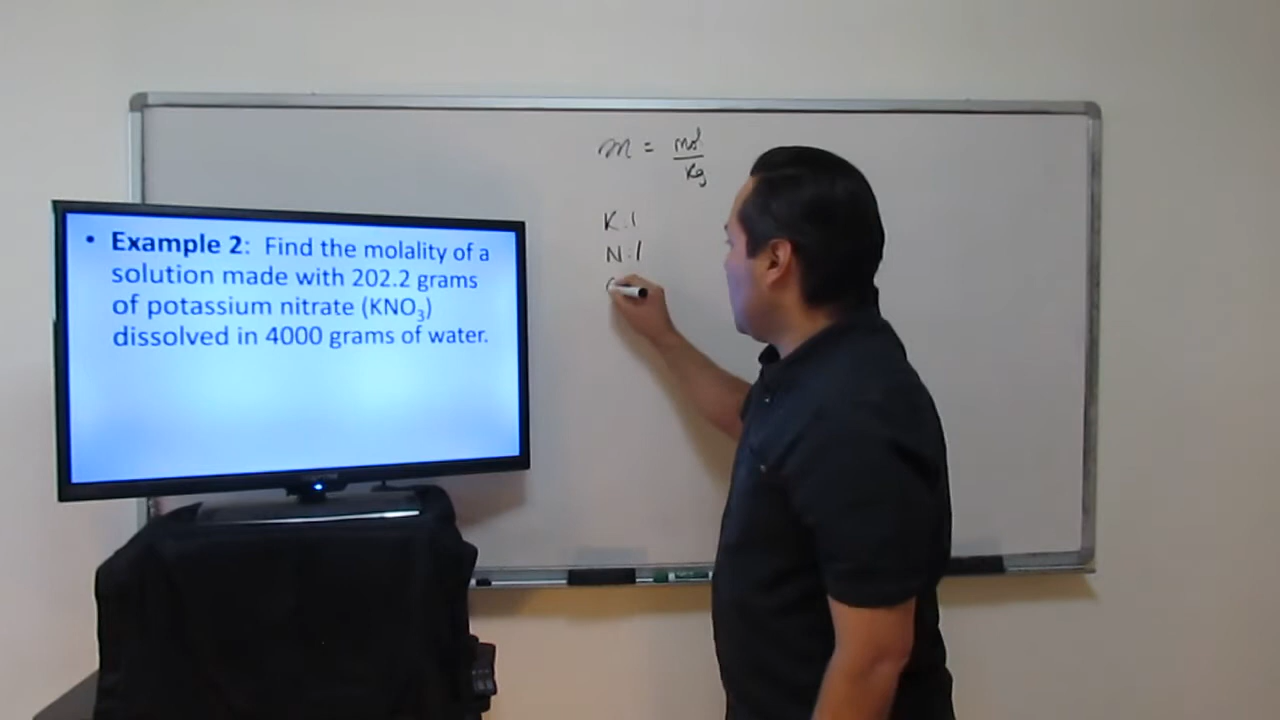 m = mol
Kg
K: 1
N: 1
• Example 2: Find the molality of a
solution made with 202.2 grams
of potassium nitrate (KNO₃)
dissolved in 4000 grams of water.